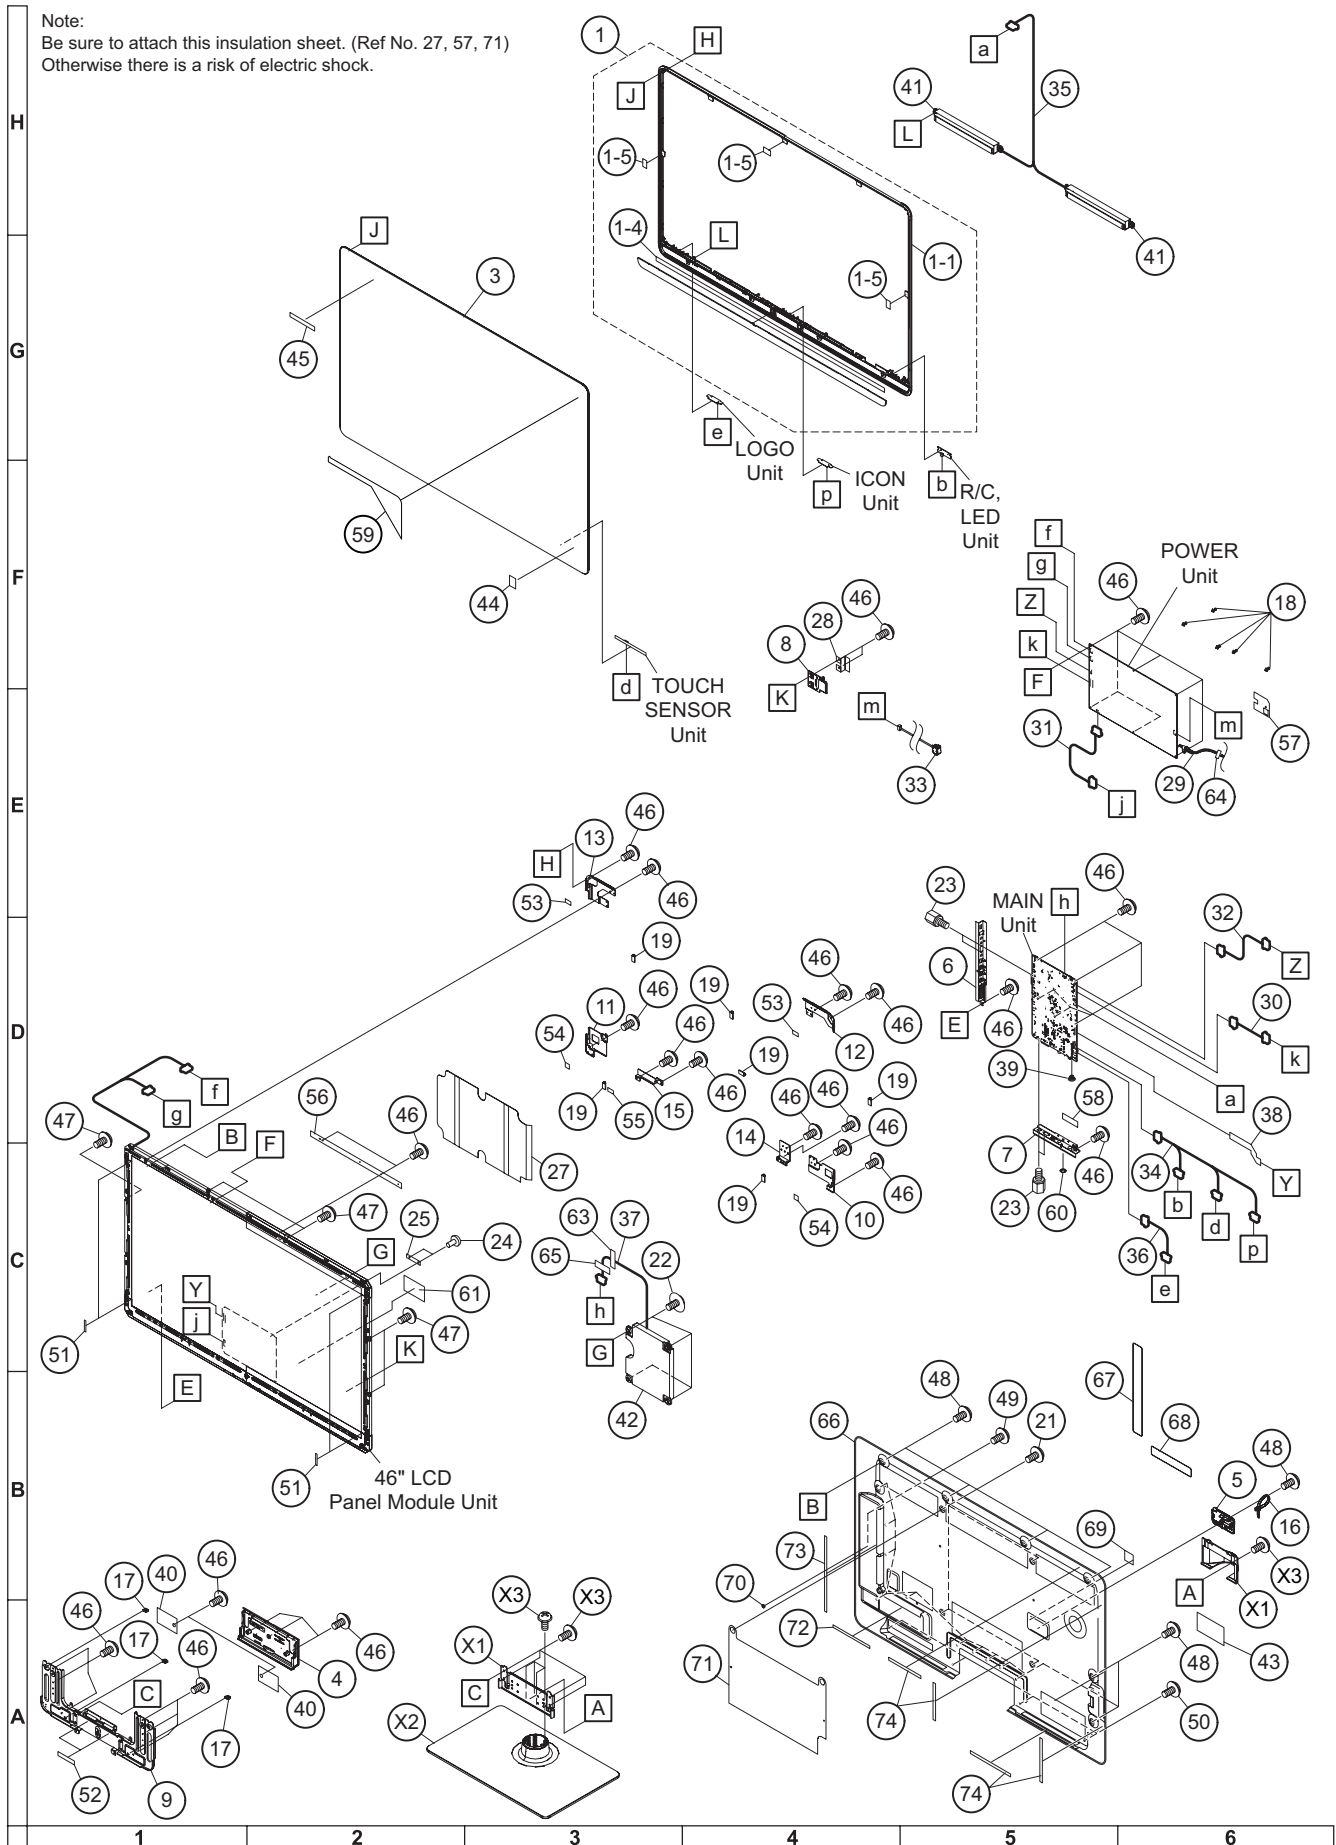 Note:
Be sure to attach this insulation sheet. (Ref No. 27, 57, 71)
Otherwise there is a risk of electric shock.
1
H
a
J
41
35
L
H
1-5
1-5
J
1-4
L
1-1
41
3
1-5
45
G
e
LOGO
Unit
p
ICON
Unit
b
R/C,
LED
Unit
59
f
POWER
Unit
g
46
F
44
46
Z
18
28
8
k
d
TOUCH
SENSOR
Unit
K
F
m
m
31
57
33
29
64
E
j
46
13
H
46
23
MAIN
Unit
h
46
53
46
32
19
46
6
Z
11
46
19
46
53
30
D
46
E
46
54
12
k
19
39
f
46
g
19
55
15
46
a
56
46
19
58
47
46
46
38
B
F
14
46
7
27
34
46
Y
47
19
54
10
46
23
60
b
d
p
25
63
37
24
C
G
65
22
36
e
Y
61
h
j
47
G
51
K
67
E
42
48
49
66
21
68
51
46" LCD
Panel Module Unit
48
B
B
5
73
69
16
46
70
X3
17
40
X3
X3
A
46
X1
17
46
X1
72
4
46
71
48
43
C
40
C
A
A
X2
74
50
17
52
9
74
1
2
3
4
5
6